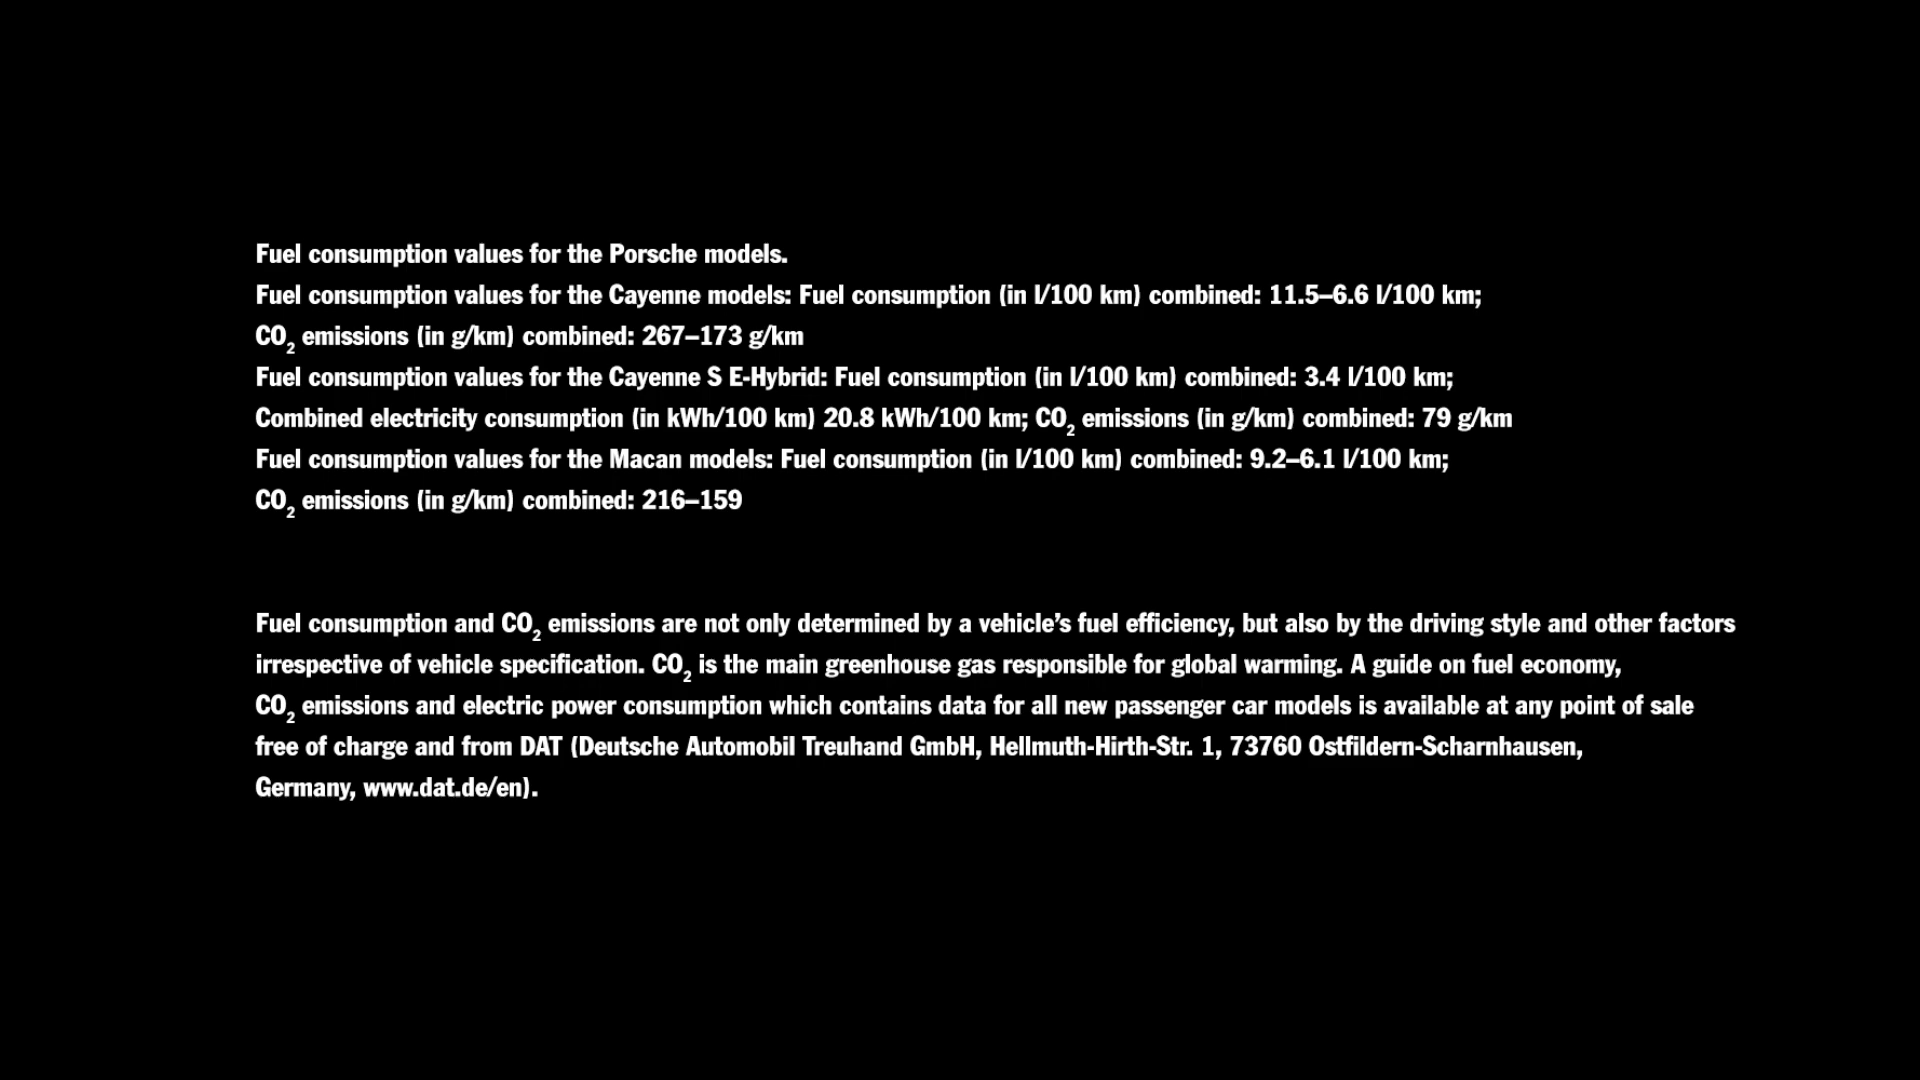 Fuel consumption values for the Porsche models.
Fuel consumption values for the Cayenne models: Fuel consumption (in l/100 km) combined: 11.5–6.6 l/100 km;
CO₂ emissions (in g/km) combined: 267–173 g/km
Fuel consumption values for the Cayenne S E-Hybrid: Fuel consumption (in l/100 km) combined: 3.4 l/100 km;
Combined electricity consumption (in kWh/100 km) 20.8 kWh/100 km; CO₂ emissions (in g/km) combined: 79 g/km
Fuel consumption values for the Macan models: Fuel consumption (in l/100 km) combined: 9.2–6.1 l/100 km;
CO₂ emissions (in g/km) combined: 216–159
Fuel consumption and CO₂ emissions are not only determined by a vehicle’s fuel efficiency, but also by the driving style and other factors
irrespective of vehicle specification. CO₂ is the main greenhouse gas responsible for global warming. A guide on fuel economy,
CO₂ emissions and electric power consumption which contains data for all new passenger car models is available at any point of sale
free of charge and from DAT (Deutsche Automobil Treuhand GmbH, Hellmuth-Hirth-Str. 1, 73760 Ostfildern-Scharnhausen,
Germany, www.dat.de/en).